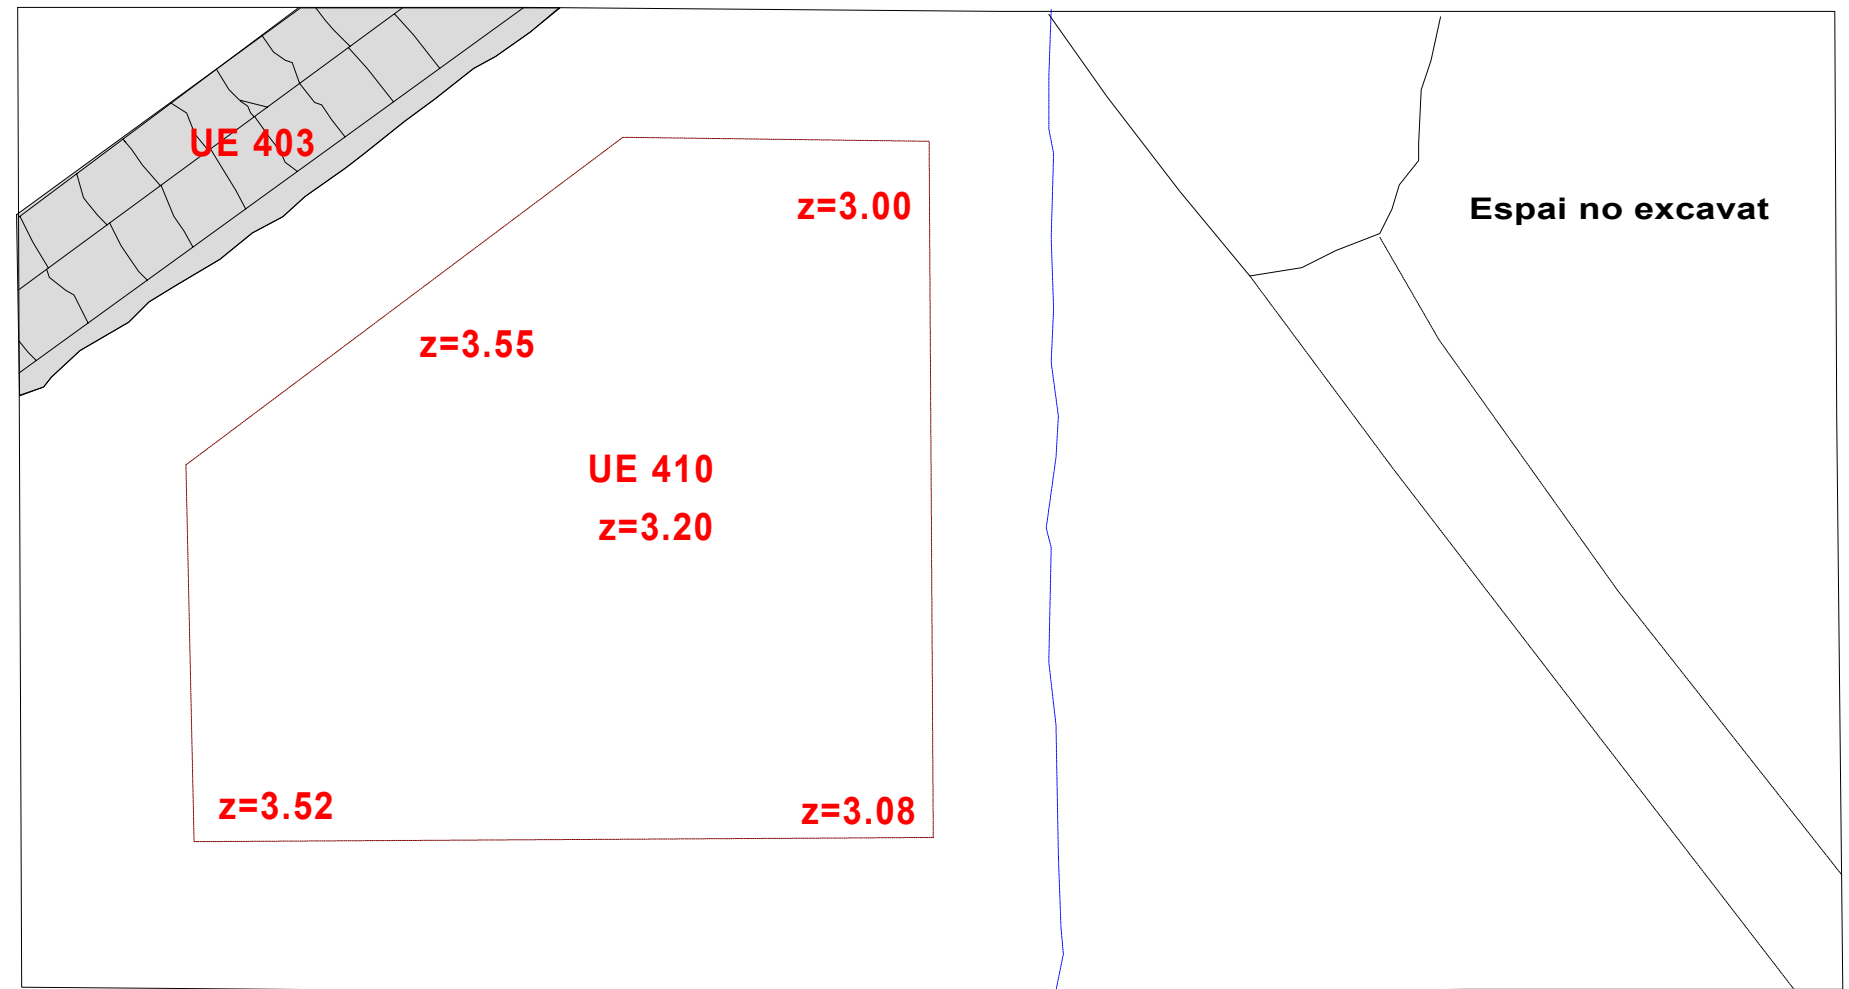 UE 403
z=3.00
Espai no excavat
z=3.55
UE 410
z=3.20
z=3.52
z=3.08